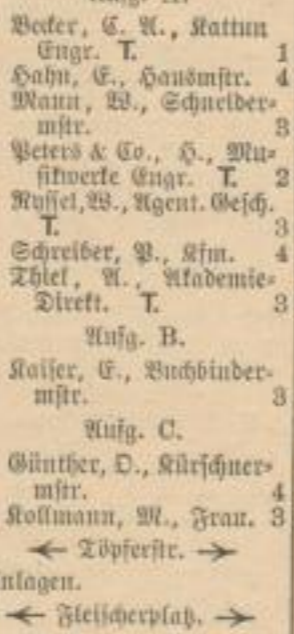 Becker, C. A., Kattun
Engr. T. 1
Hahn, E., Hausmstr. 4
Mann, W., Schneider-
mstr. 3
Peters & Co., H., Mu-
sikwerke Engr. T. 2
Ryssel, W., Agent. Gesch.
T. 3
Schreiber, P., Kfm. 4
Thiel, A., Akademie-
Direkt. T. 3
Aufg. B.
Kaiser, E., Buchbinder-
mstr. 3
Aufg. C.
Günther, O., Kürschner-
mstr. 4
Kollmann, M., Frau. 3
← Töpferstr. →
nlagen.
← Fleischerplatz. →